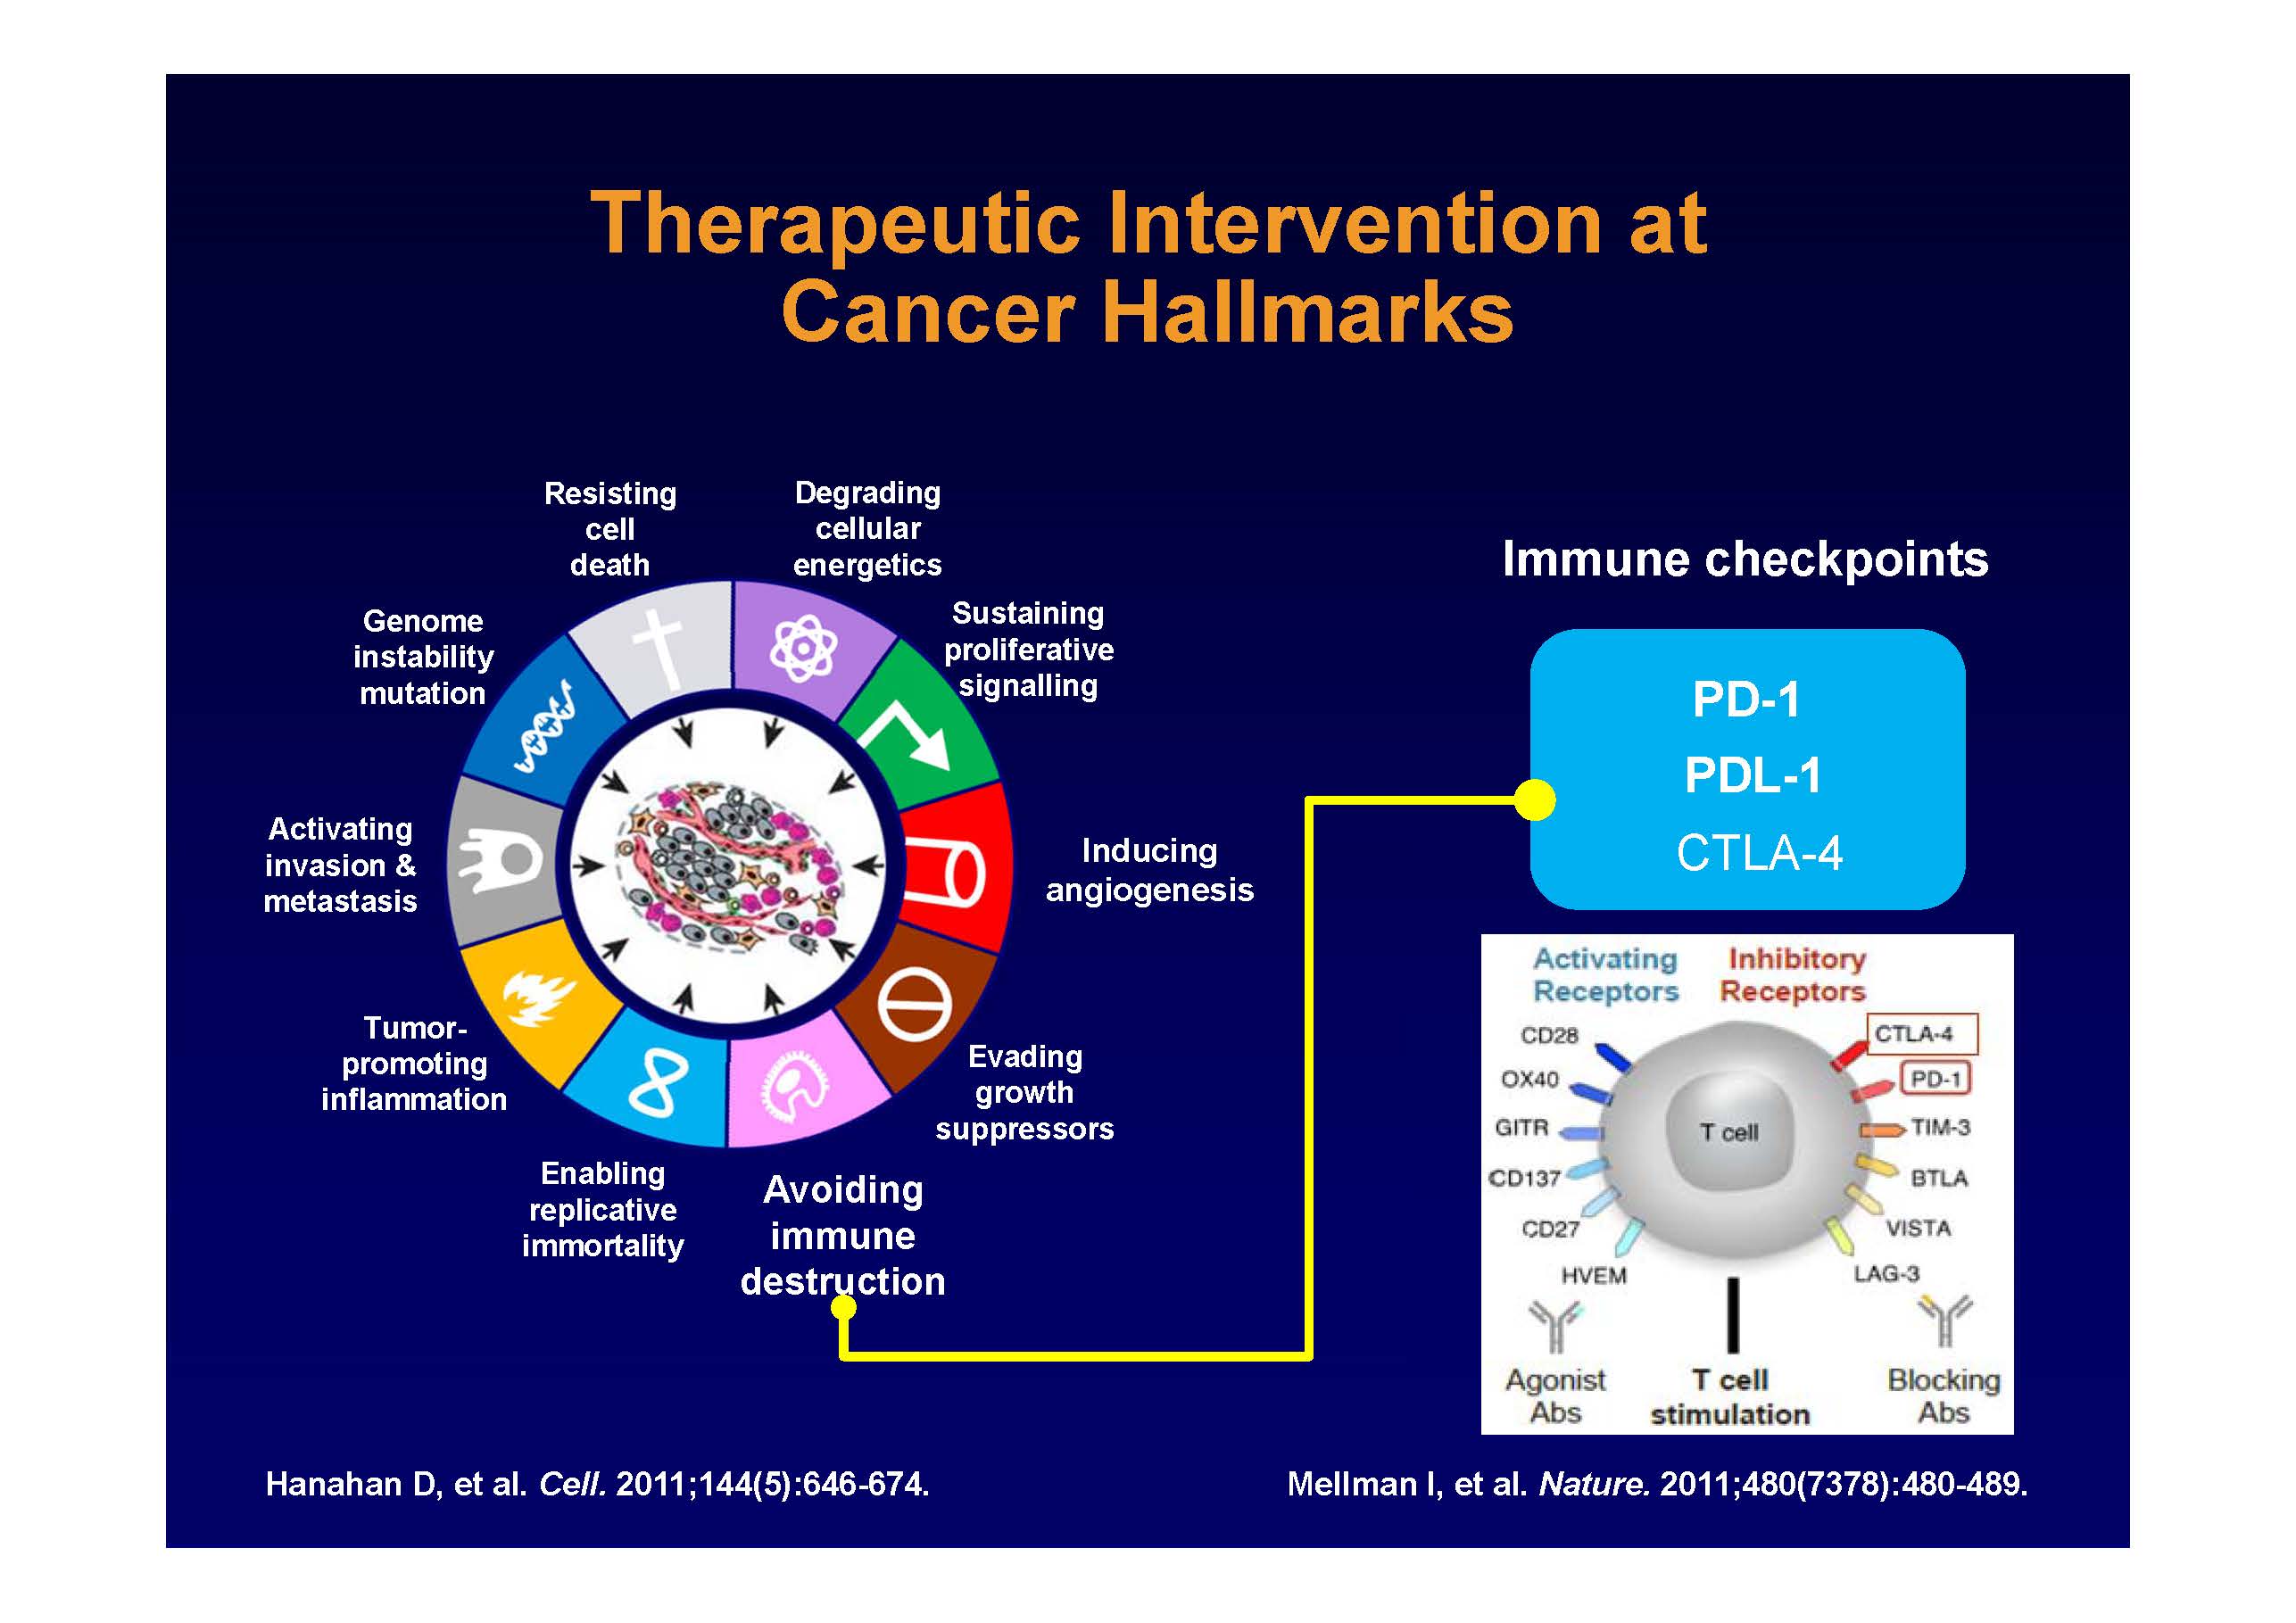 Therapeutic Intervention at
Cancer Hallmarks
Resisting
cell
death
Degrading
cellular
energetics
Genome
instability
mutation
Sustaining
proliferative
signalling
Activating
invasion &
metastasis
Inducing
angiogenesis
Tumor-
promoting
inflammation
Evading
growth
suppressors
Enabling
replicative
immortality
Avoiding
immune
destruction
Immune checkpoints
PD-1
PDL-1
CTLA-4
Activating
Receptors
Inhibitory
Receptors
CD28
OX40
GITR
CD137
CD27
HVEM
T cell
CTLA-4
PD-1
TIM-3
BTLA
VISTA
LAG-3
Agonist
Abs
T cell
stimulation
Blocking
Abs
Hanahan D, et al. Cell. 2011;144(5):646-674.
Mellman I, et al. Nature. 2011;480(7378):480-489.